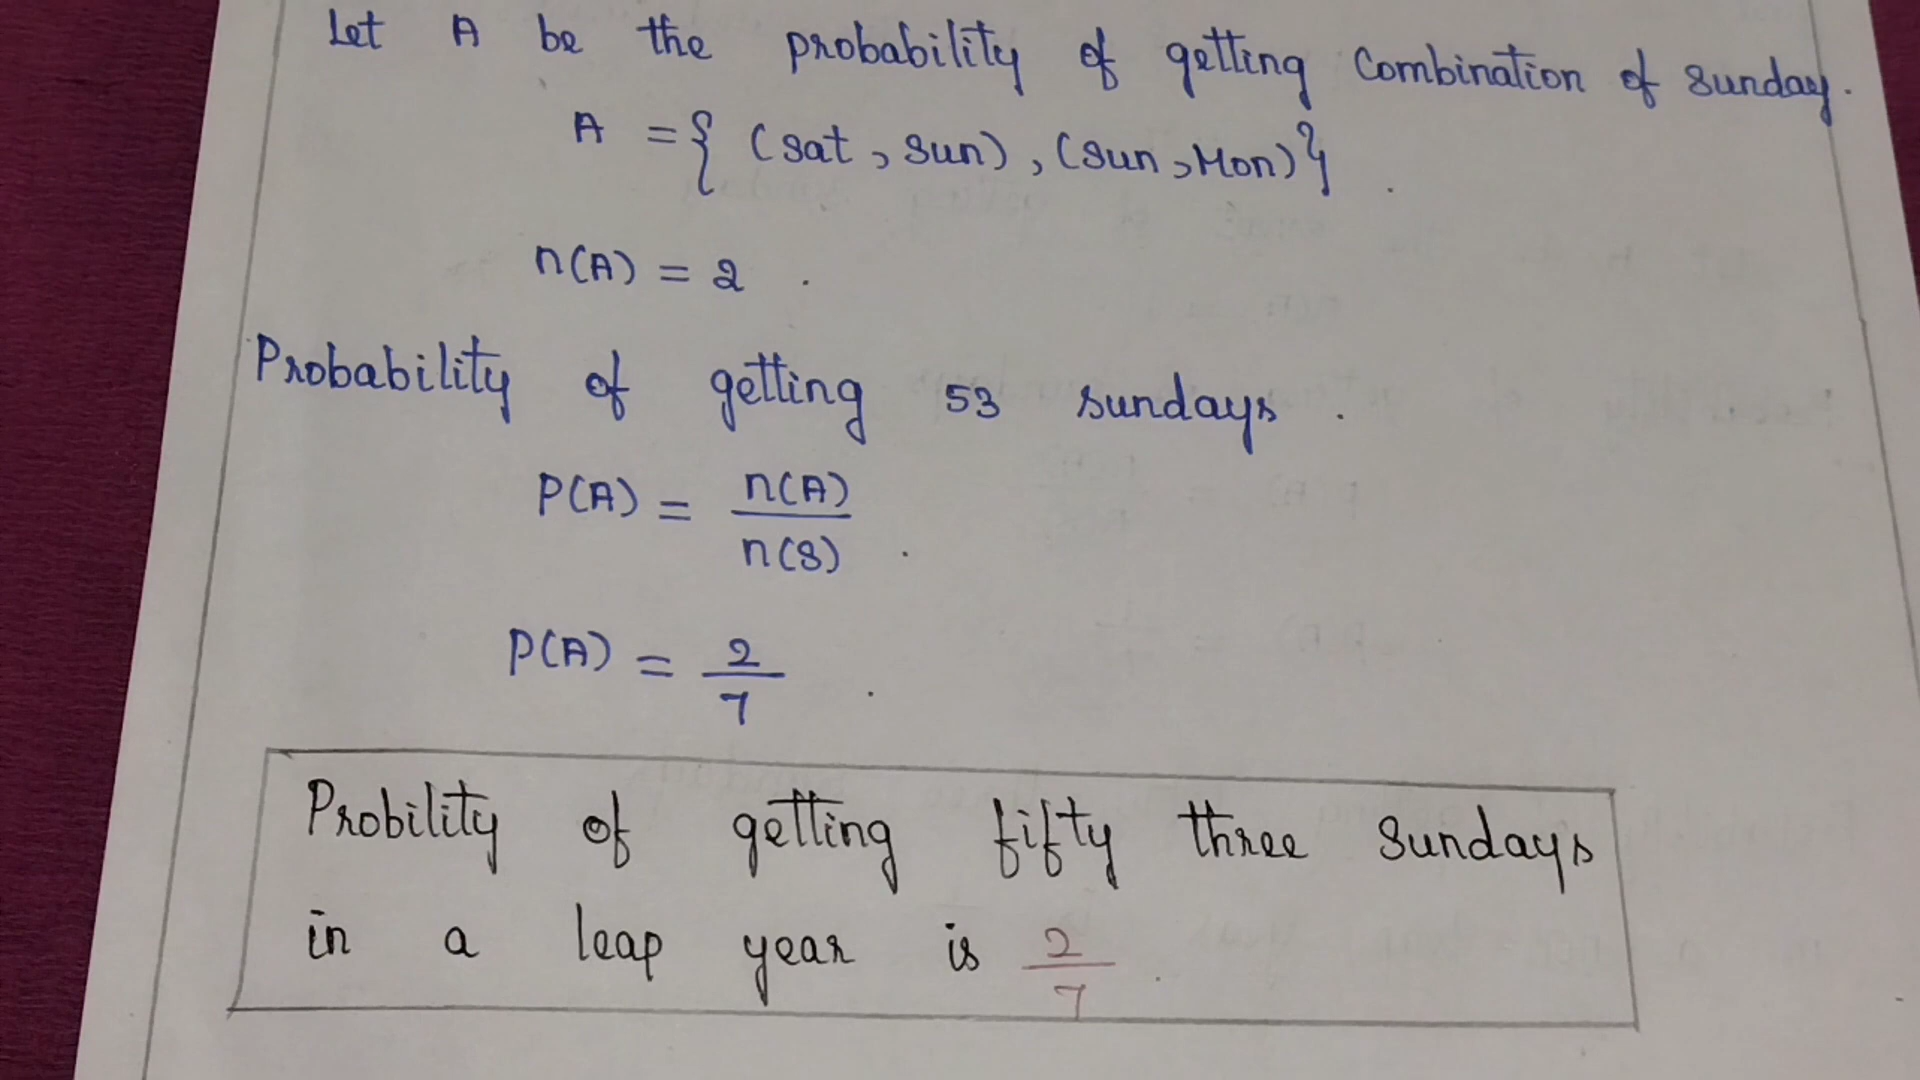 Let A be the probability of getting Combination of Sunday.
A = { (Sat, Sun), (Sun, Mon) }
n(A) = 2
Probability of getting 53 Sundays.
P(A) = n(A) / n(S)
P(A) = 2 / 7
Probility of getting fifty three Sundays
in a leap year is 2 / 7